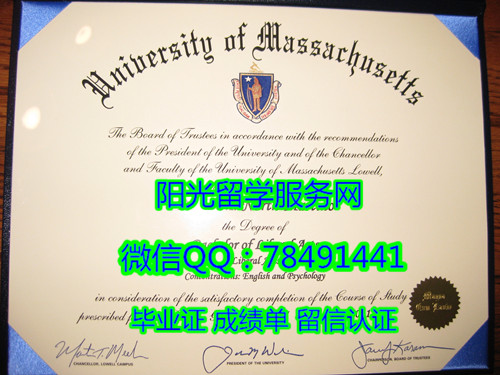 University of Massachusetts
The Board of Trustees in accordance with the recommendations
of the President of the University and of the Chancellor
and Faculty of the University of Massachusetts Lowell,
阳光留学服务网
the Degree of
微信QQ：78491441
Concentrations: English and Psychology
in consideration of the satisfactory completion of the Course of Study
毕业证 成绩单 留信认证
Magna
Cum Laude
CHANCELLOR, LOWELL CAMPUS
PRESIDENT OF THE UNIVERSITY
CHAIRMAN, BOARD OF TRUSTEES